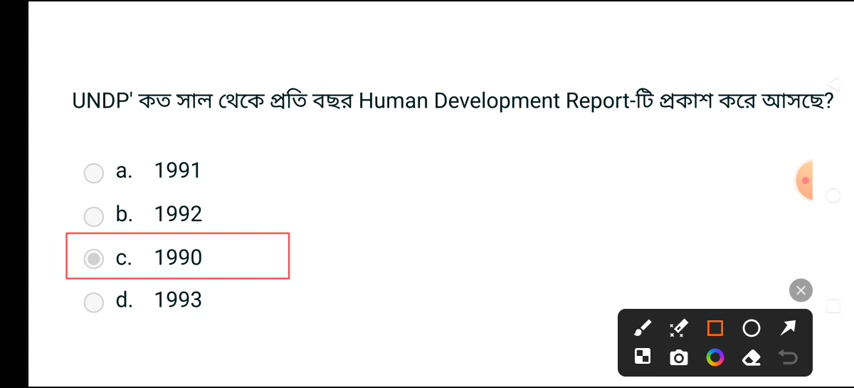 UNDP' কত সাল থেকে প্রতি বছর Human Development Report-টি প্রকাশ করে আসছে?
a. 1991
b. 1992
c. 1990
d. 1993